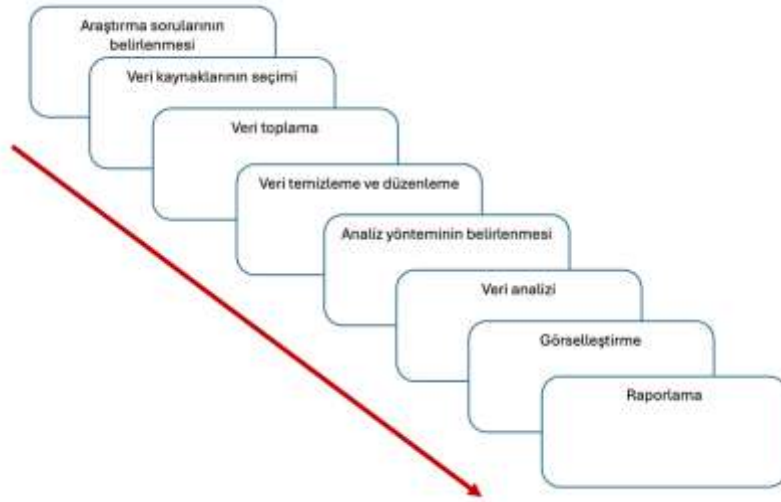 Araştırma sorularının
belirlenmesi
Veri kaynaklarının seçimi
Veri toplama
Veri temizleme ve düzenleme
Analiz yönteminin belirlenmesi
Veri analizi
Görselleştirme
Raporlama